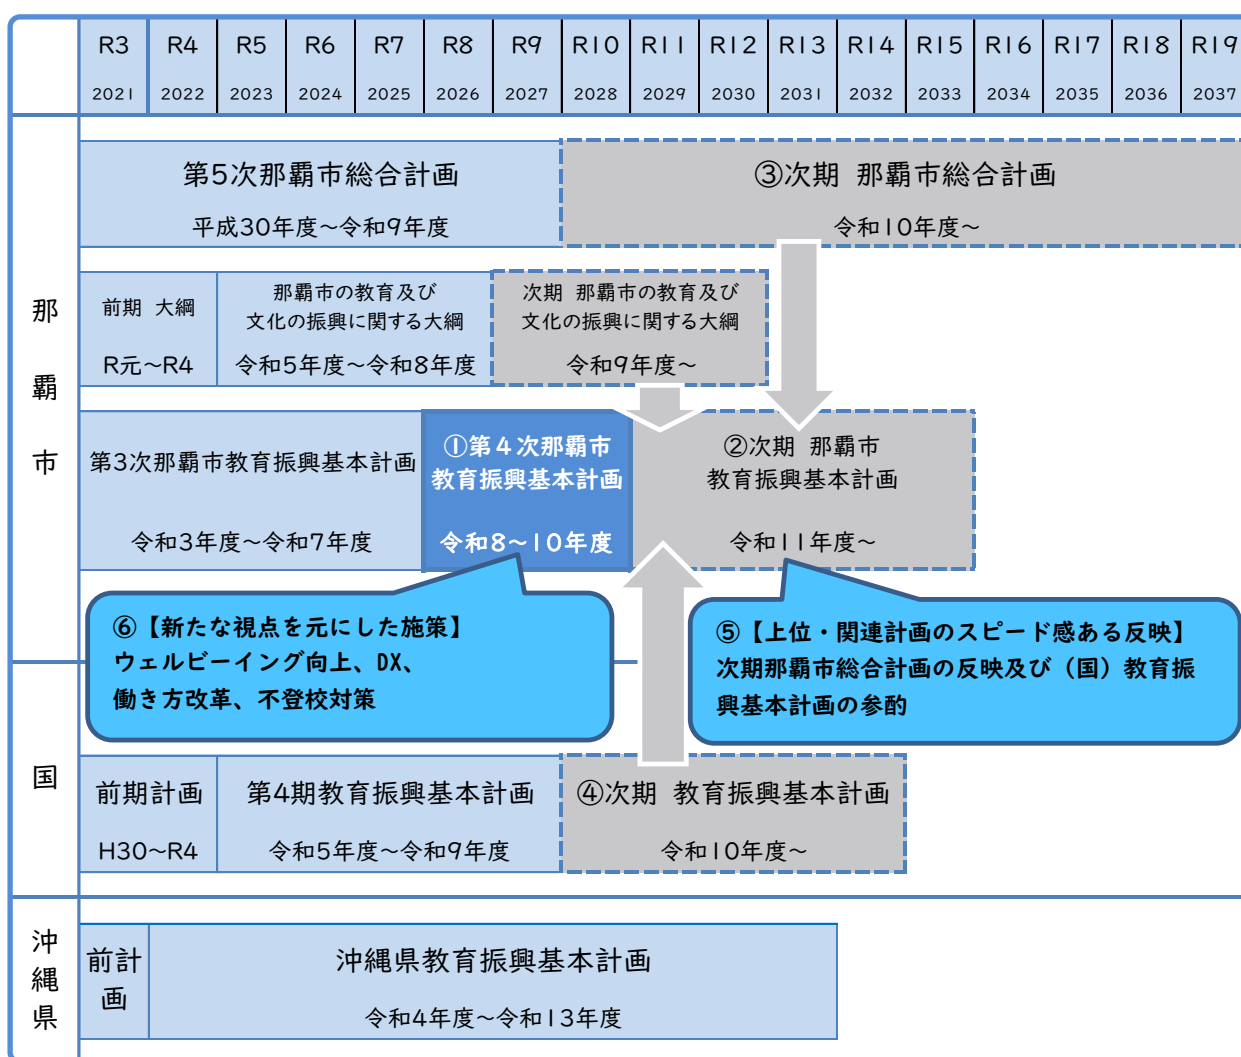 R3 R4 R5 R6 R7 R8 R9 R10 R11 R12 R13 R14 R15 R16 R17 R18 R19
2021 2022 2023 2024 2025 2026 2027 2028 2029 2030 2031 2032 2033 2034 2035 2036 2037
那覇市
第5次那覇市総合計画
平成30年度～令和9年度
③次期 那覇市総合計画
令和10年度～
前期 大綱
R元～R4
那覇市の教育及び
文化の振興に関する大綱
令和5年度～令和8年度
次期 那覇市の教育及び
文化の振興に関する大綱
令和9年度～
第3次那覇市教育振興基本計画
令和3年度～令和7年度
①第４次那覇市
教育振興基本計画
令和8～10年度
②次期 那覇市
教育振興基本計画
令和11年度～
⑥【新たな視点を元にした施策】
ウェルビーイング向上、DX、
働き方改革、不登校対策
⑤【上位・関連計画のスピード感ある反映】
次期那覇市総合計画の反映及び（国）教育振
興基本計画の参酌
国
前期計画
H30～R4
第4期教育振興基本計画
令和5年度～令和9年度
④次期 教育振興基本計画
令和10年度～
沖縄県
前計
画
沖縄県教育振興基本計画
令和4年度～令和13年度